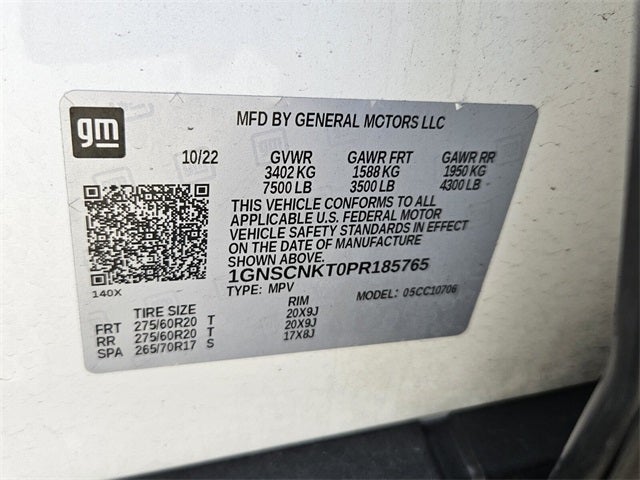 gm
MFD BY GENERAL MOTORS LLC
10/22 GVWR GAWR FRT GAWR RR
3402 KG 1588 KG 1950 KG
7500 LB 3500 LB 4300 LB
THIS VEHICLE CONFORMS TO ALL
APPLICABLE U.S. FEDERAL MOTOR
VEHICLE SAFETY STANDARDS IN EFFECT
ON THE DATE OF MANUFACTURE
1GNSCNKT0PR185765
140X TYPE: MPV MODEL: 05CC10706
TIRE SIZE RIM
FRT 275/60R20 T 20X9J
RR 275/60R20 T 20X9J
SPA 265/70R17 S 17X8J